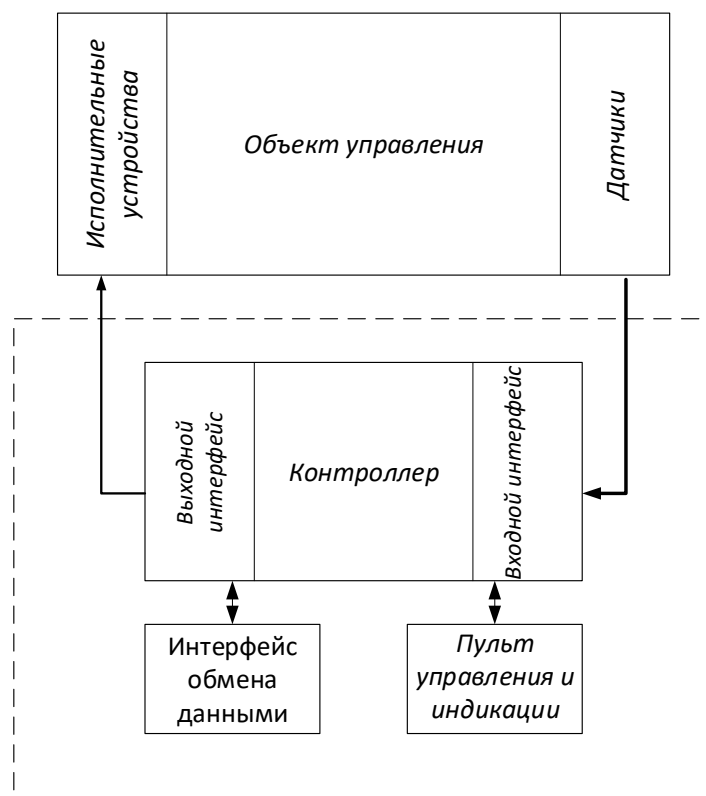 Исполнительные
устройства
Объект управления
Датчики
Выходной
интерфейс
Контроллер
Входной интерфейс
Интерфейс
обмена
данными
Пульт
управления и
индикации